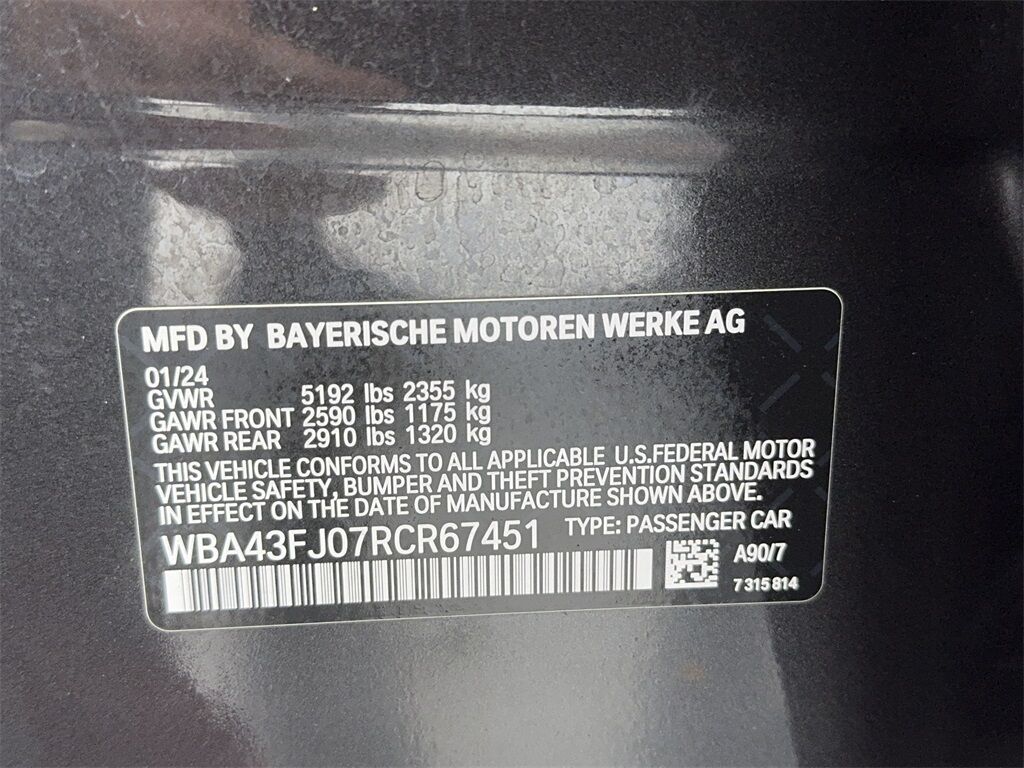 MFD BY BAYERISCHE MOTOREN WERKE AG
01/24
GVWR 5192 lbs 2355 kg
GAWR FRONT 2590 lbs 1175 kg
GAWR REAR 2910 lbs 1320 kg
THIS VEHICLE CONFORMS TO ALL APPLICABLE U.S.FEDERAL MOTOR
VEHICLE SAFETY, BUMPER AND THEFT PREVENTION STANDARDS
IN EFFECT ON THE DATE OF MANUFACTURE SHOWN ABOVE.
WBA43FJ07RCR67451 TYPE: PASSENGER CAR
A90/7
7 315 814